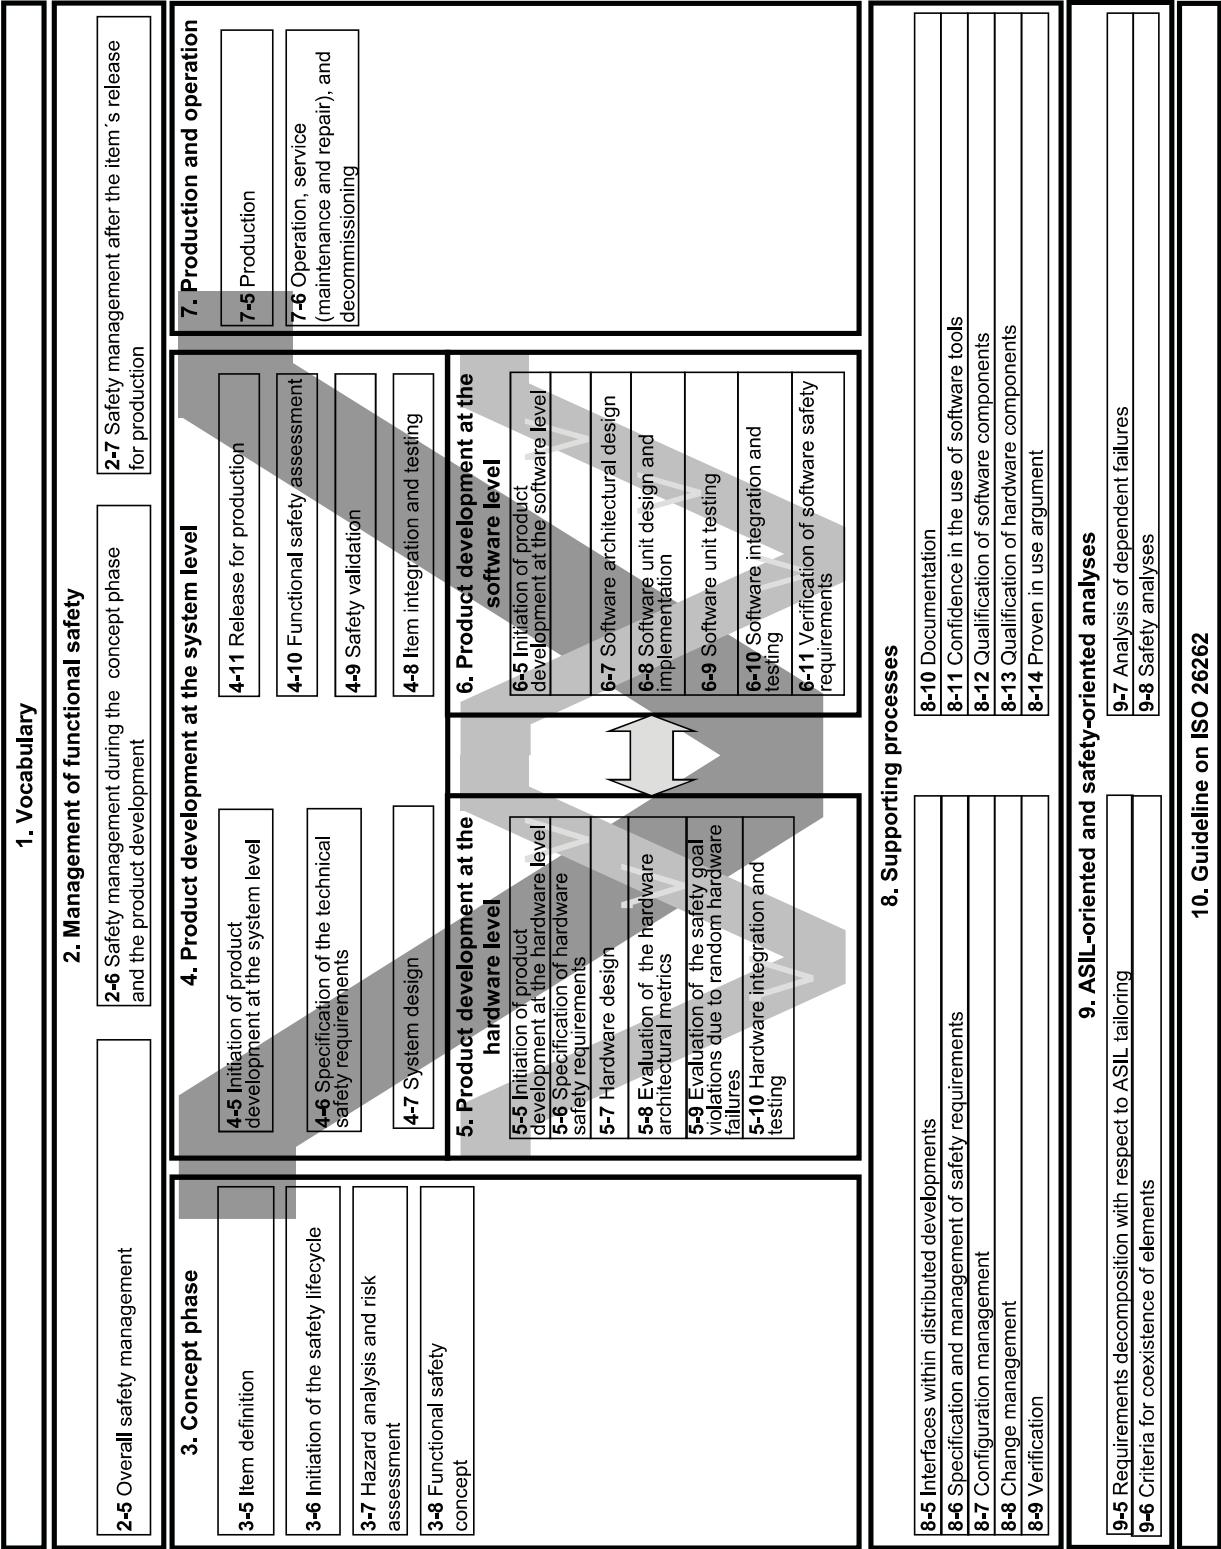 1. Vocabulary
2. Management of functional safety
2-5 Overall safety management
2-6 Safety management during the concept phase
and the product development
2-7 Safety management after the item´s release
for production
3. Concept phase
3-5 Item definition
3-6 Initiation of the safety lifecycle
3-7 Hazard analysis and risk
assessment
3-8 Functional safety
concept
4. Product development at the system level
4-5 Initiation of product
development at the system level
4-6 Specification of the technical
safety requirements
4-7 System design
4-11 Release for production
4-10 Functional safety assessment
4-9 Safety validation
4-8 Item integration and testing
5. Product development at the
hardware level
5-5 Initiation of product
development at the hardware level
5-6 Specification of hardware
safety requirements
5-7 Hardware design
5-8 Evaluation of the hardware
architectural metrics
5-9 Evaluation of the safety goal
violations due to random hardware
failures
5-10 Hardware integration and
testing
6. Product development at the
software level
6-5 Initiation of product
development at the software level
6-7 Software architectural design
6-8 Software unit design and
implementation
6-9 Software unit testing
6-10 Software integration and
testing
6-11 Verification of software safety
requirements
7. Production and operation
7-5 Production
7-6 Operation, service
(maintenance and repair), and
decommissioning
8. Supporting processes
8-5 Interfaces within distributed developments
8-6 Specification and management of safety requirements
8-7 Configuration management
8-8 Change management
8-9 Verification
8-10 Documentation
8-11 Confidence in the use of software tools
8-12 Qualification of software components
8-13 Qualification of hardware components
8-14 Proven in use argument
9. ASIL-oriented and safety-oriented analyses
9-5 Requirements decomposition with respect to ASIL tailoring
9-6 Criteria for coexistence of elements
9-7 Analysis of dependent failures
9-8 Safety analyses
10. Guideline on ISO 26262